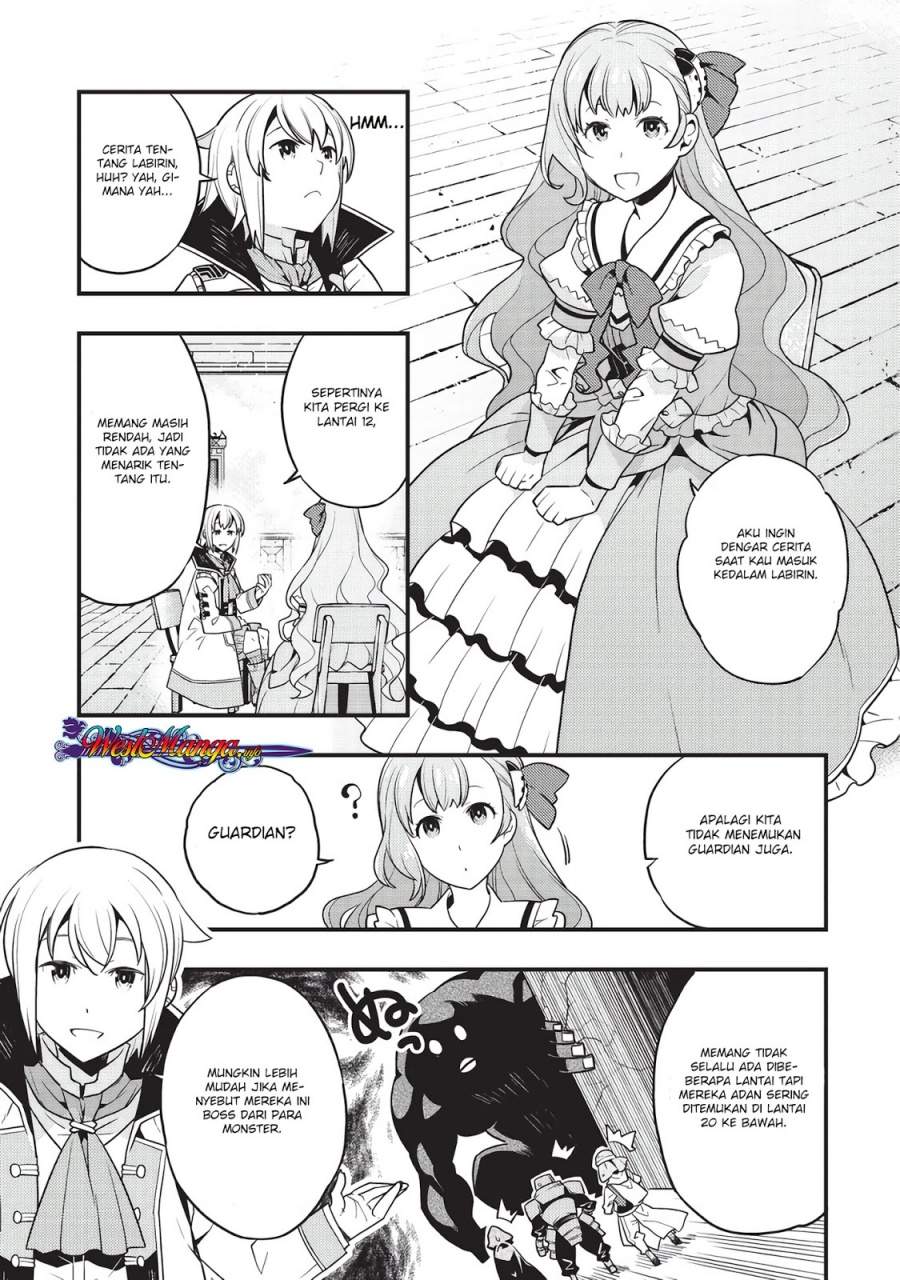 AKU INGIN
DENGAR CERITA
SAAT KAU MASUK
KEDALAM LABIRIN.
HMM...
CERITA TEN-
TANG LABIRIN,
HUH? YAH, GI-
MANA YAH...
SEPERTINYA
KITA PERGI KE
LANTAI 12,
MEMANG MASIH
RENDAH, JADI
TIDAK ADA YANG
MENARIK TEN-
TANG ITU.
WestManga.info
APALAGI KITA
TIDAK MENEMUKAN
GUARDIAN JUGA.
?
GUARDIAN?
MEMANG TIDAK
SELALU ADA DIBE-
BERAPA LANTAI TAPI
MEREKA ADAN SERING
DITEMUKAN DI LANTAI
20 KE BAWAH.
ぬぅ
MUNGKIN LEBIH
MUDAH JIKA ME-
NYEBUT MEREKA INI
BOSS DARI PARA
MONSTER.